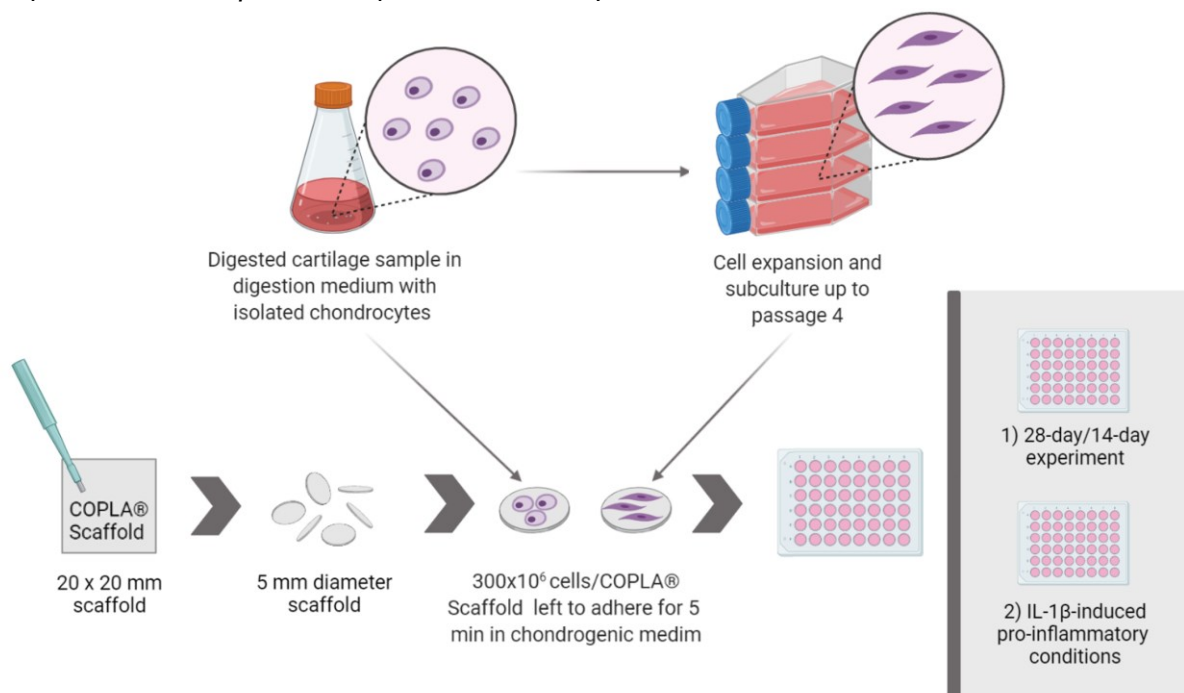 Digested cartilage sample in
digestion medium with
isolated chondrocytes
Cell expansion and
subculture up to
passage 4
COPLA®
Scaffold
20 x 20 mm
scaffold
5 mm diameter
scaffold
300x10⁶ cells/COPLA®
Scaffold left to adhere for 5
min in chondrogenic medim
1) 28-day/14-day
experiment
2) IL-1β-induced
pro-inflammatory
conditions